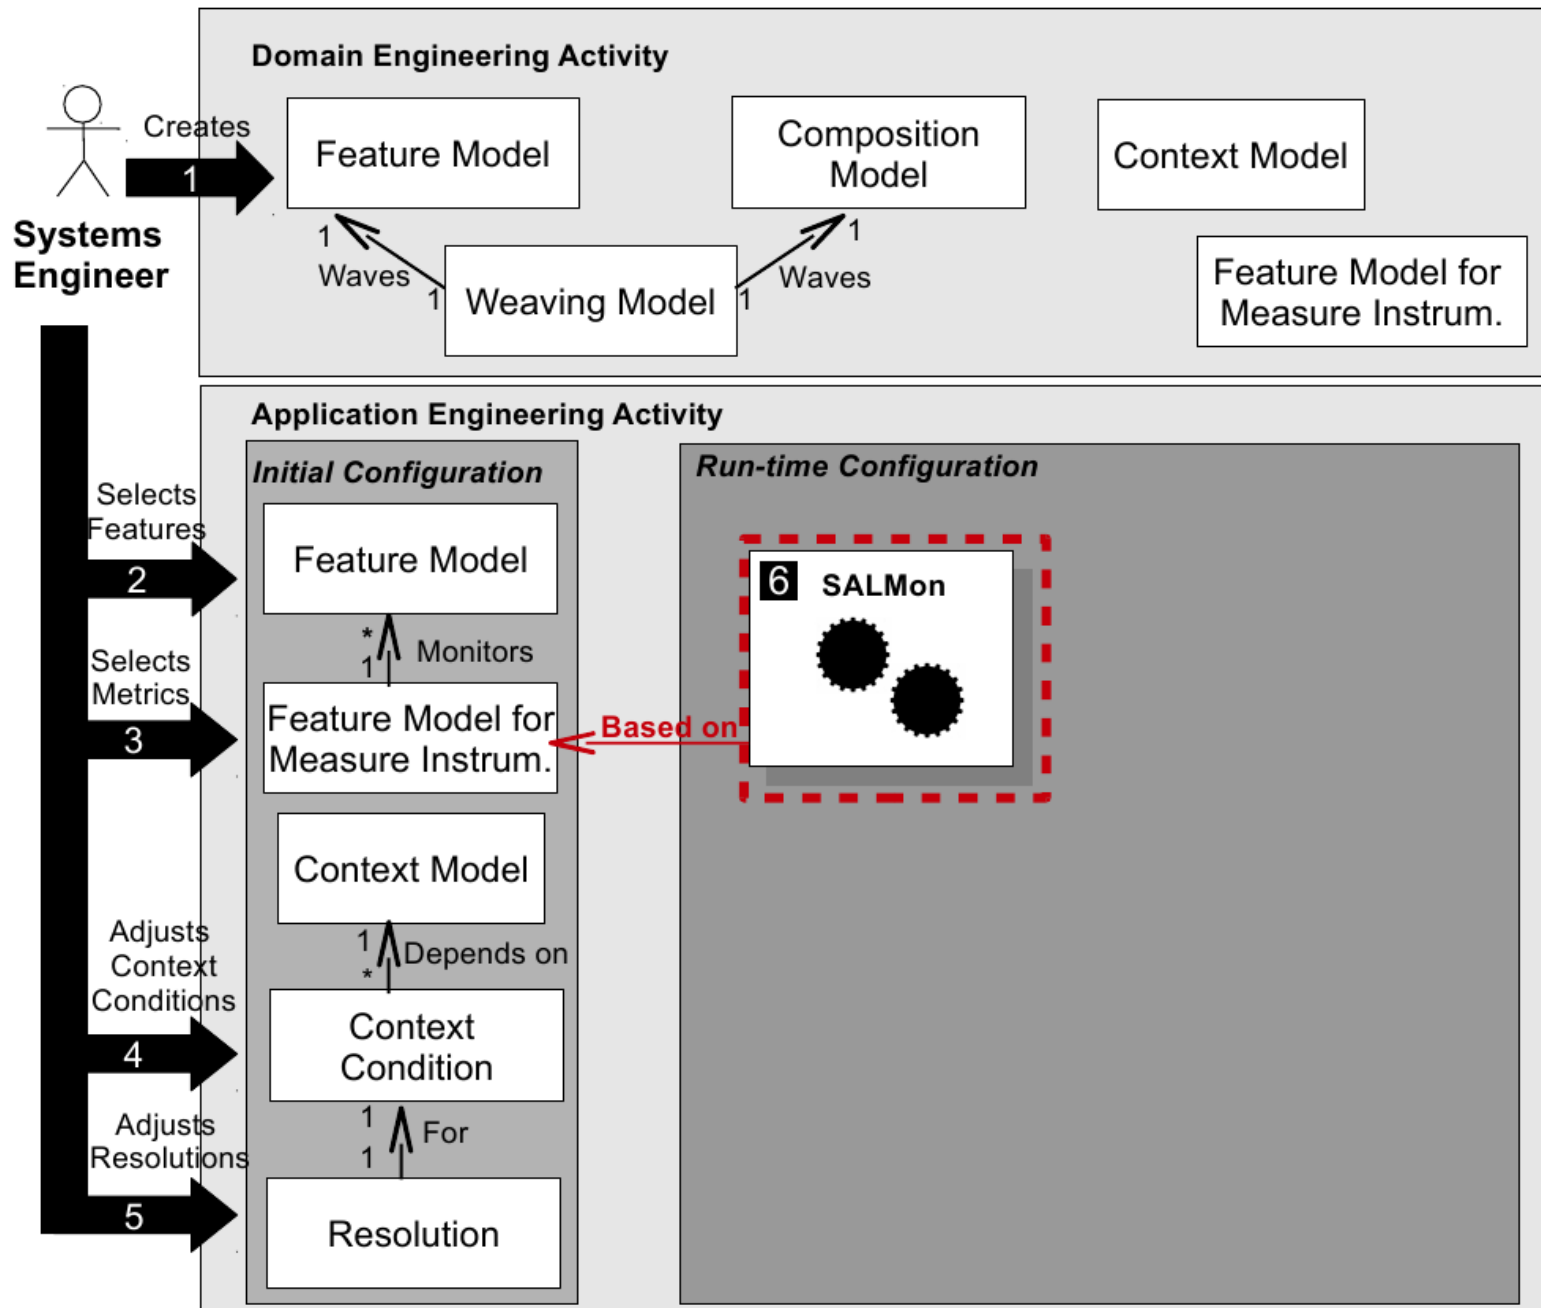 Domain Engineering Activity
Creates
1
Systems
Engineer
Feature Model
Composition
Model
Context Model
1
Waves
1
Weaving Model
1
Waves
1
Feature Model for
Measure Instrum.
Application Engineering Activity
Initial Configuration
Run-time Configuration
Selects
Features
2
Feature Model
*
1
Monitors
Selects
Metrics
3
Feature Model for
Measure Instrum.
Based on
6
SALMon
Context Model
1
*
Depends on
Adjusts
Context
Conditions
4
Context
Condition
1
1
For
Adjusts
Resolutions
5
Resolution